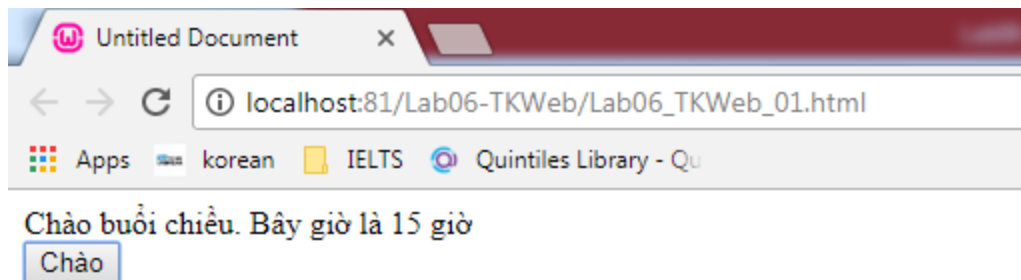 Untitled Document
localhost:81/Lab06-TKWeb/Lab06_TKWeb_01.html
Apps korean IELTS Quintiles Library - Qu
Chào buổi chiều. Bây giờ là 15 giờ
Chào